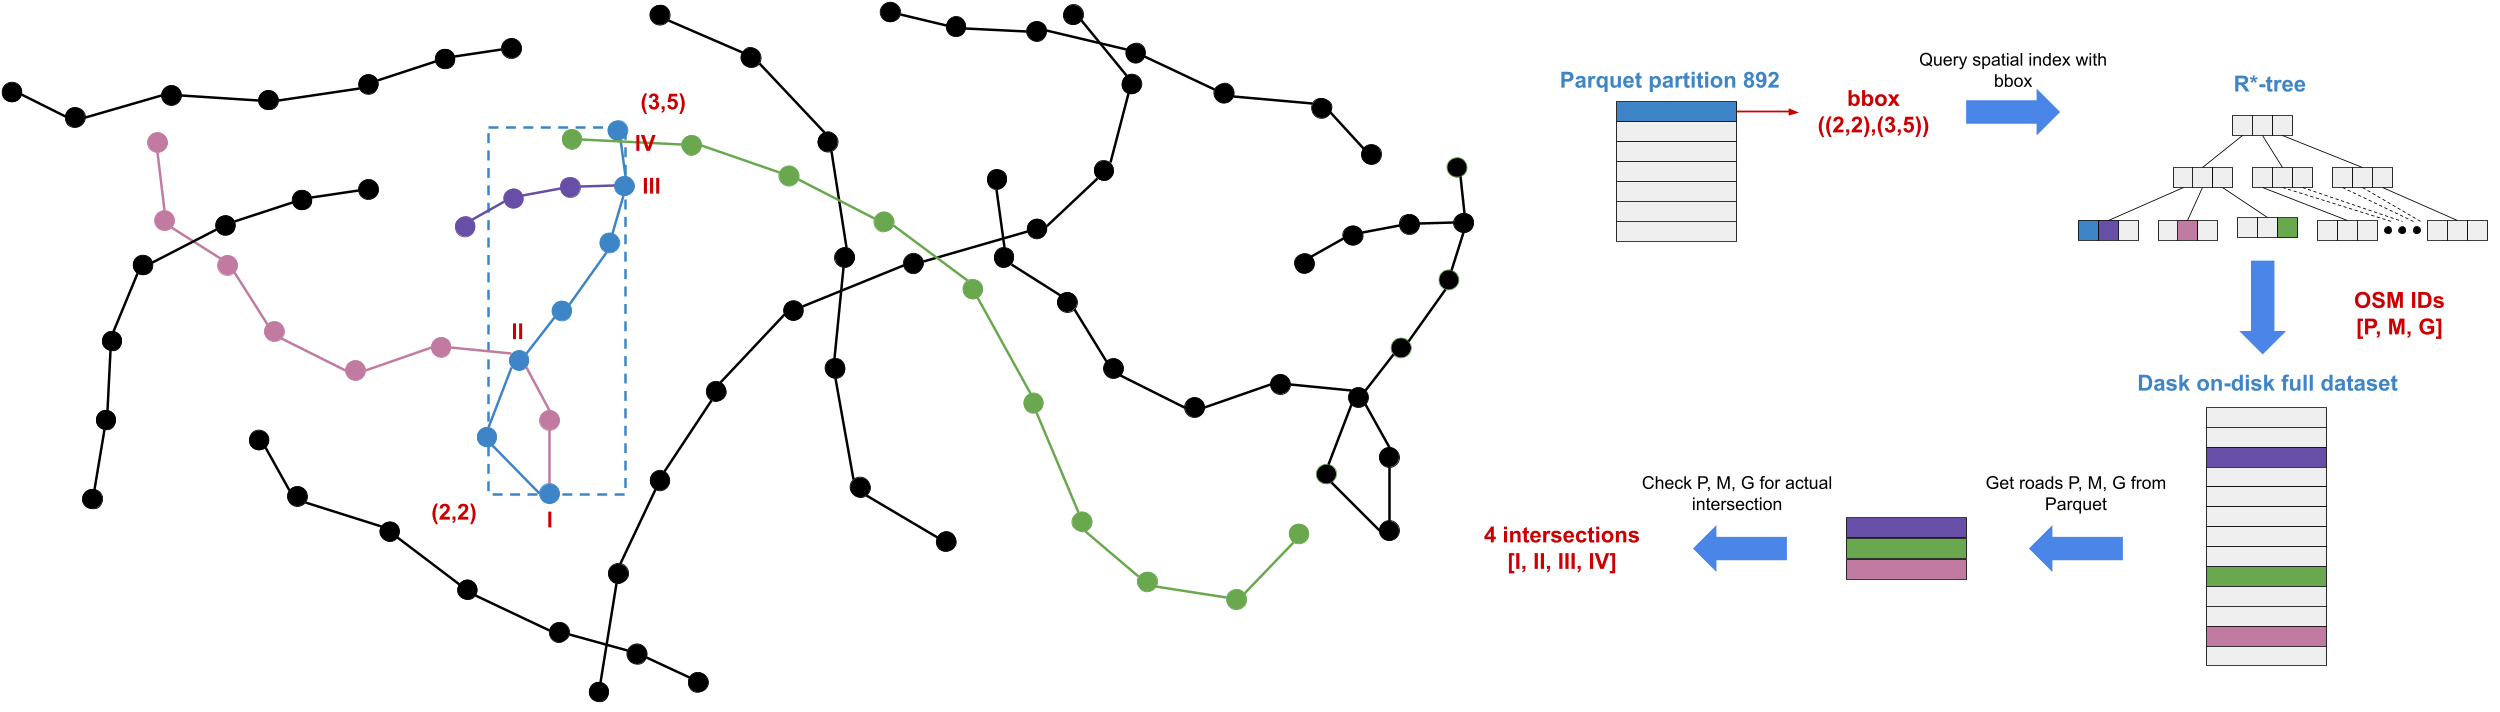 (3,5)
IV
III
II
(2,2)
I
Parquet partition 892
bbox
((2,2),(3,5))
Query spatial index with
bbox
R*-tree
OSM IDs
[P, M, G]
Dask on-disk full dataset
Get roads P, M, G from
Parquet
Check P, M, G for actual
intersection
4 intersections
[I, II, III, IV]